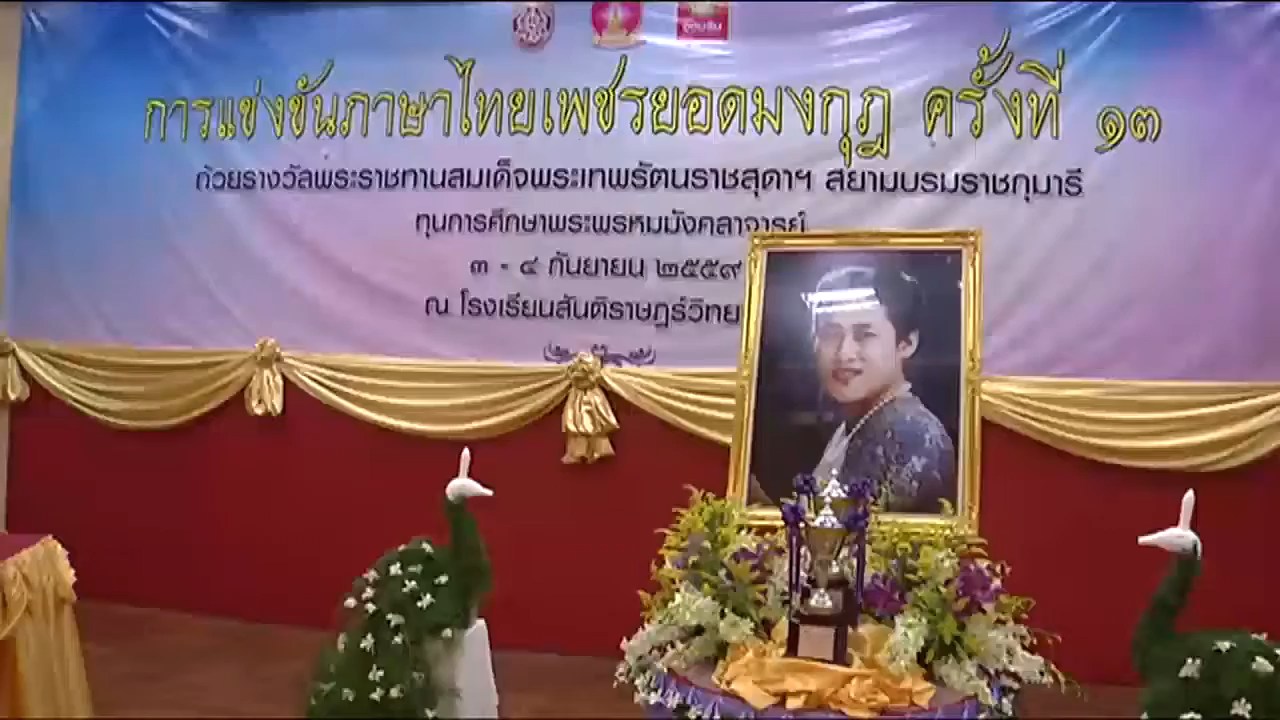 การแข่งขันภาษาไทยเพชรยอดมงกุฎ ครั้งที่ ๑๓
ถ้วยรางวัลพระราชทานสมเด็จพระเทพรัตนราชสุดาฯ สยามบรมราชกุมารี
ทุนการศึกษาพระพรหมมังคลาจารย์
๓ - ๔ กันยายน ๒๕๕๙
ณ โรงเรียนสันติราษฎร์วิทย